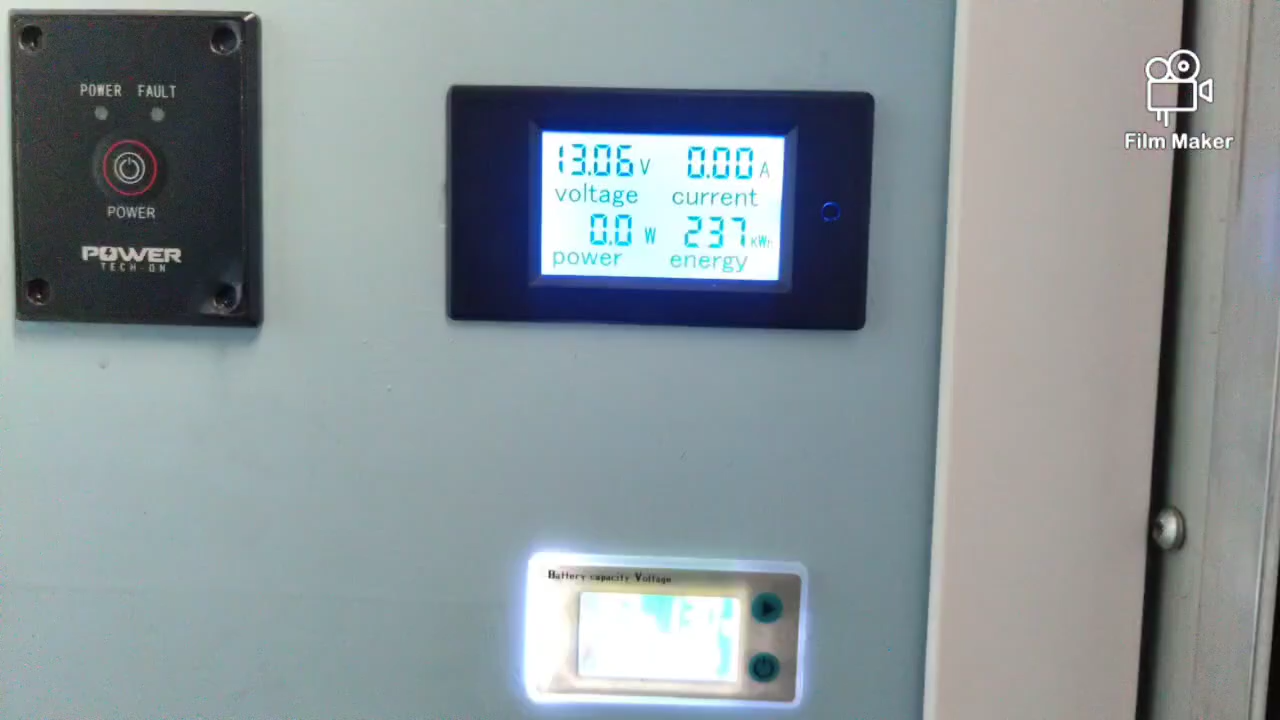 POWER FAULT
POWER
POWER
TECH-ON
13.06 V 0.00 A
voltage current
0.0 W 237 kWh
power energy
Film Maker
Battery capacity Voltage